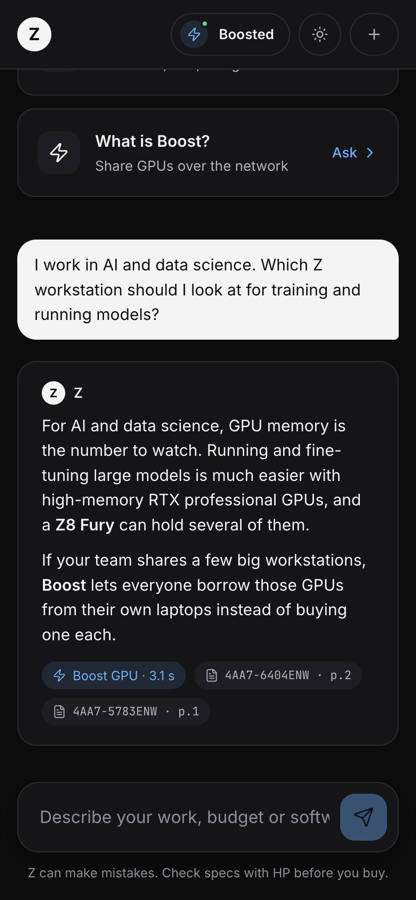 Z
Boosted
What is Boost?
Share GPUs over the network
Ask
I work in AI and data science. Which Z
workstation should I look at for training and
running models?
Z Z
For AI and data science, GPU memory is
the number to watch. Running and fine-
tuning large models is much easier with
high-memory RTX professional GPUs, and
a Z8 Fury can hold several of them.
If your team shares a few big workstations,
Boost lets everyone borrow those GPUs
from their own laptops instead of buying
one each.
Boost GPU · 3.1 s
4AA7-6404ENW · p.2
4AA7-5783ENW · p.1
Describe your work, budget or softw
Z can make mistakes. Check specs with HP before you buy.